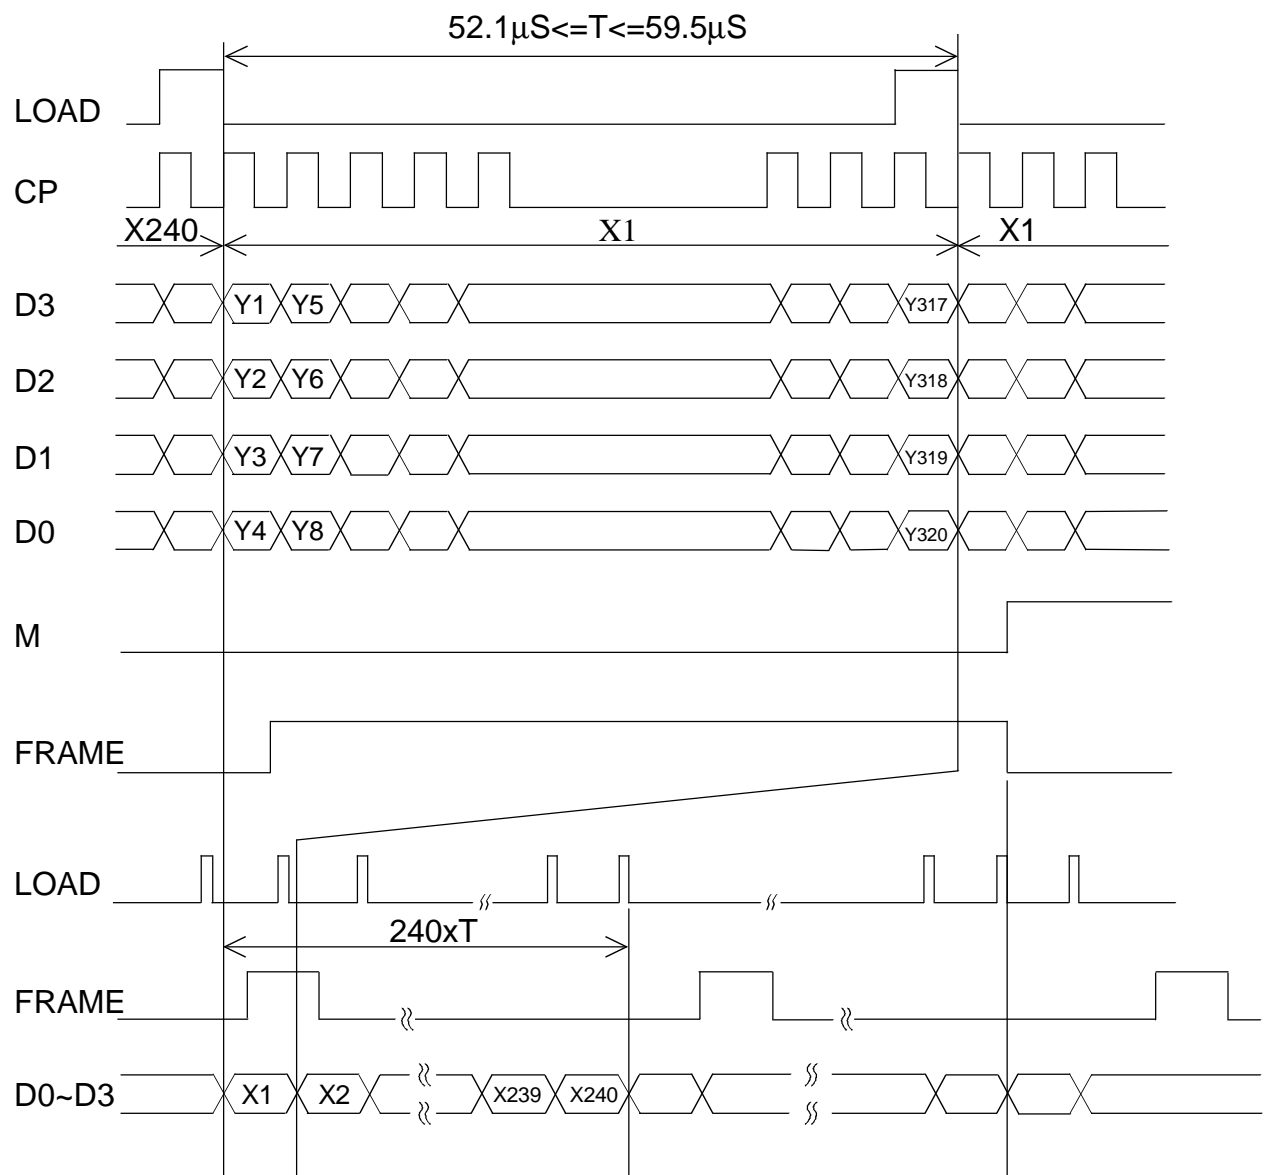 52.1μS<=T<=59.5μS
LOAD
CP
X240 X1 X1
D3 Y1 Y5 Y317
D2 Y2 Y6 Y318
D1 Y3 Y7 Y319
D0 Y4 Y8 Y320
M
FRAME
LOAD
240xT
FRAME
D0~D3 X1 X2 X239 X240